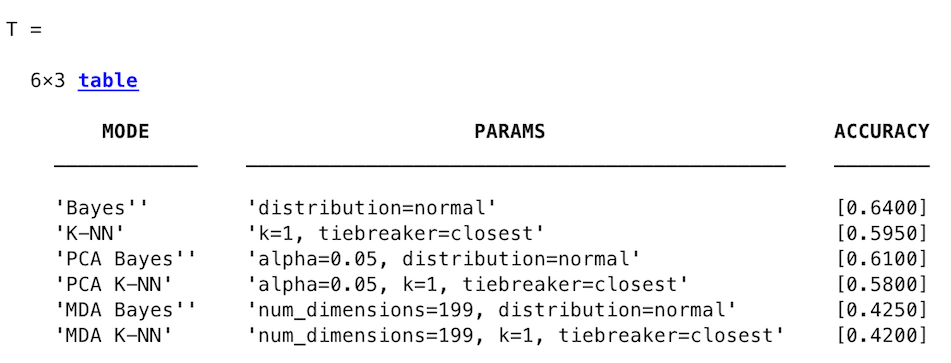 T =
6×3 table
MODE PARAMS ACCURACY
'Bayes'' 'distribution=normal' [0.6400]
'K-NN' 'k=1, tiebreaker=closest' [0.5950]
'PCA Bayes'' 'alpha=0.05, distribution=normal' [0.6100]
'PCA K-NN' 'alpha=0.05, k=1, tiebreaker=closest' [0.5800]
'MDA Bayes'' 'num_dimensions=199, distribution=normal' [0.4250]
'MDA K-NN' 'num_dimensions=199, k=1, tiebreaker=closest' [0.4200]